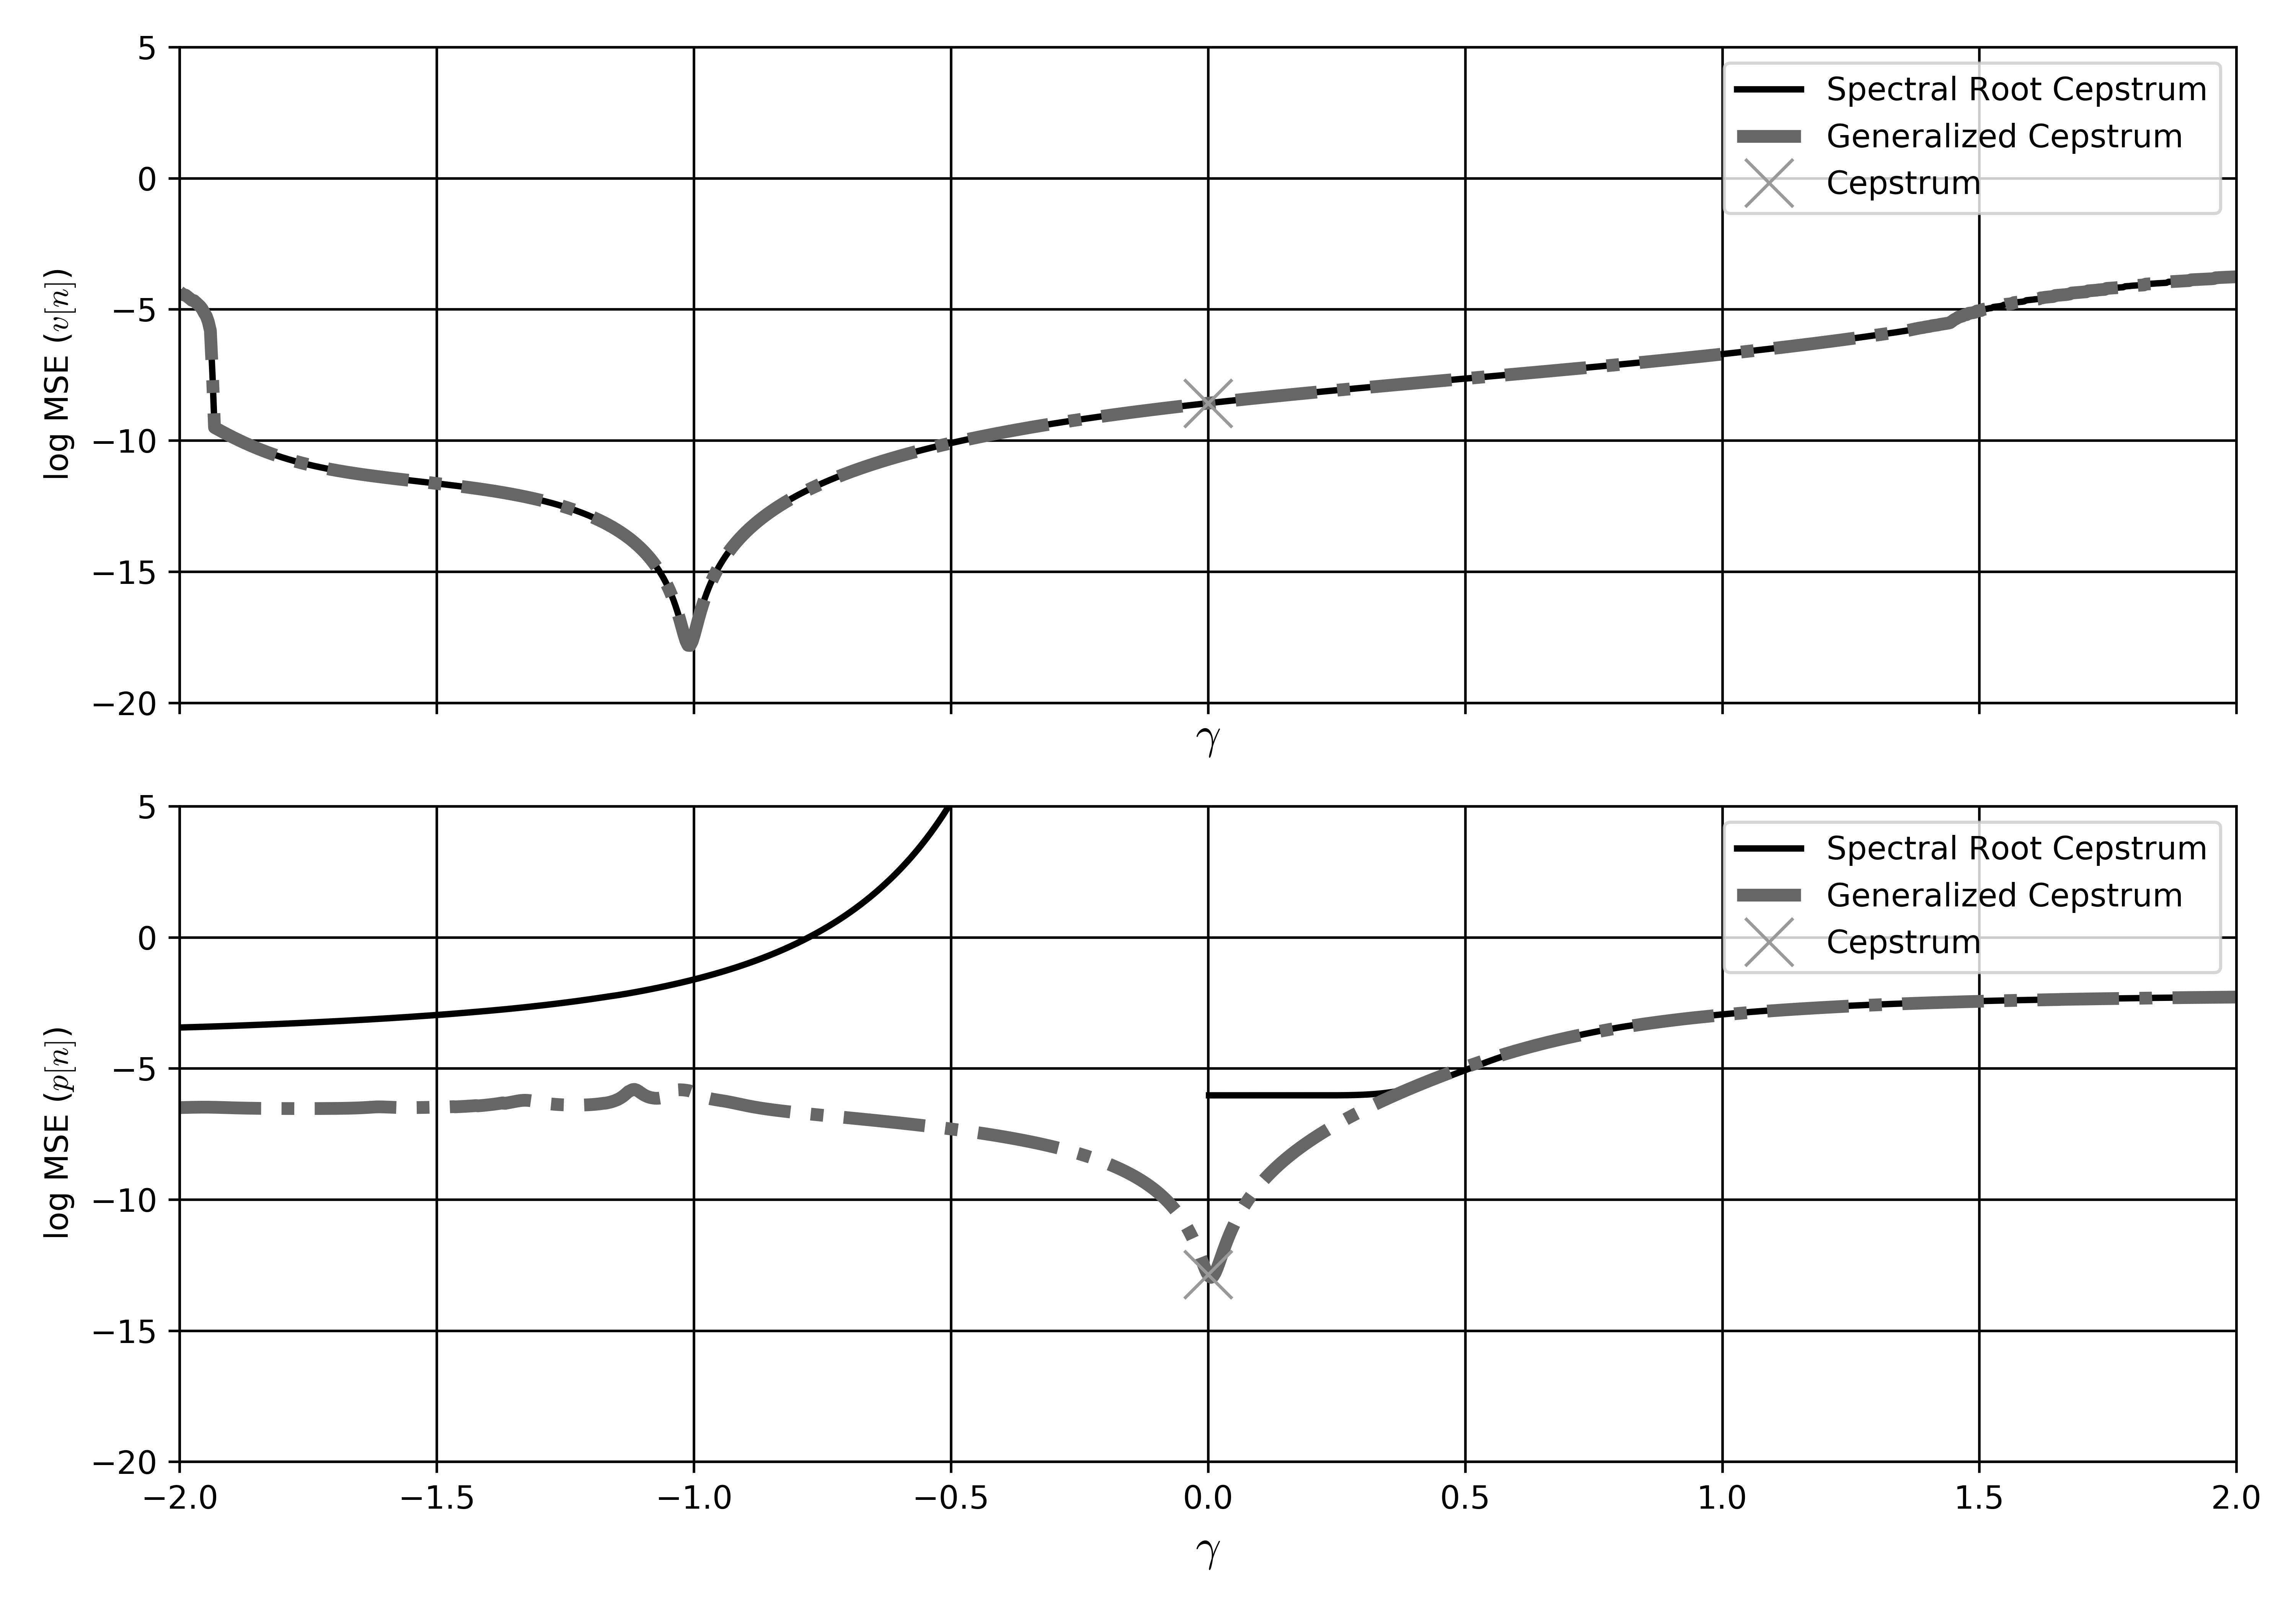 5
0
−5
−10
−15
−20
log MSE (v[n])
Spectral Root Cepstrum
Generalized Cepstrum
Cepstrum
γ
5
0
−5
−10
−15
−20
log MSE (p[n])
Spectral Root Cepstrum
Generalized Cepstrum
Cepstrum
−2.0 −1.5 −1.0 −0.5 0.0 0.5 1.0 1.5 2.0
γ